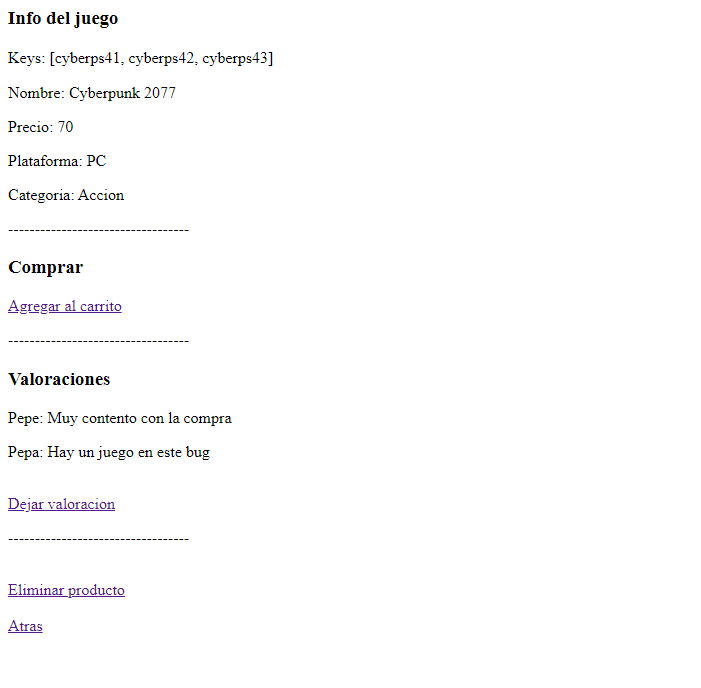 Info del juego
Keys: [cyberps41, cyberps42, cyberps43]
Nombre: Cyberpunk 2077
Precio: 70
Plataforma: PC
Categoria: Accion
----------------------------------
Comprar
Agregar al carrito
----------------------------------
Valoraciones
Pepe: Muy contento con la compra
Pepa: Hay un juego en este bug
Dejar valoracion
----------------------------------
Eliminar producto
Atras